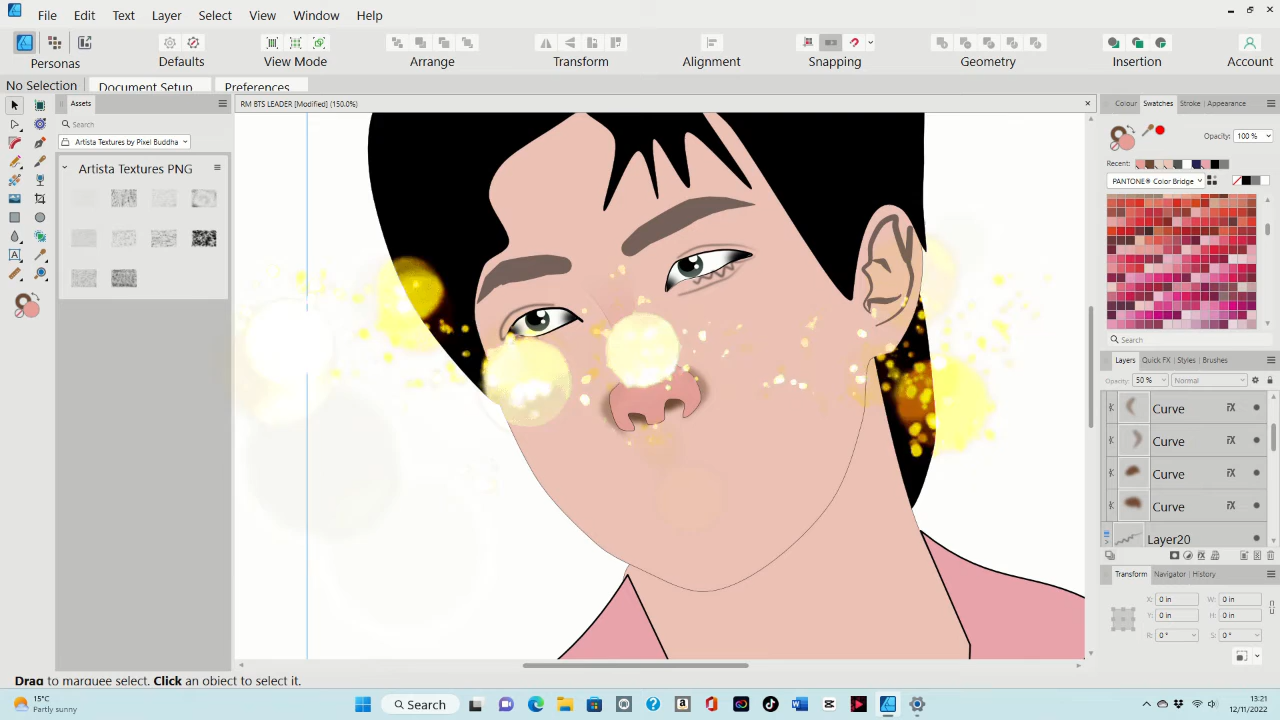 File Edit Text Layer Select View Window Help
Personas Defaults View Mode Arrange Transform Alignment Snapping Geometry Insertion Account
No Selection Document Setup... Preferences...
Assets
RM BTS LEADER [Modified] (150.0%)
Colour Swatches Stroke Appearance
Search
Opacity: 100 %
Artista Textures by Pixel Buddha
Recent:
Artista Textures PNG
PANTONE® Color Bridge
Search
Layers Quick FX Styles Brushes
Opacity: 50 % Normal
Curve
Curve
Curve
Curve
Layer20
Transform Navigator History
X: 0 in W: 0 in
Y: 0 in H: 0 in
R: 0 ° S: 0 °
Drag to marquee select. Click an object to select it.
15°C
Partly sunny
Search
13.21
12/11/2022